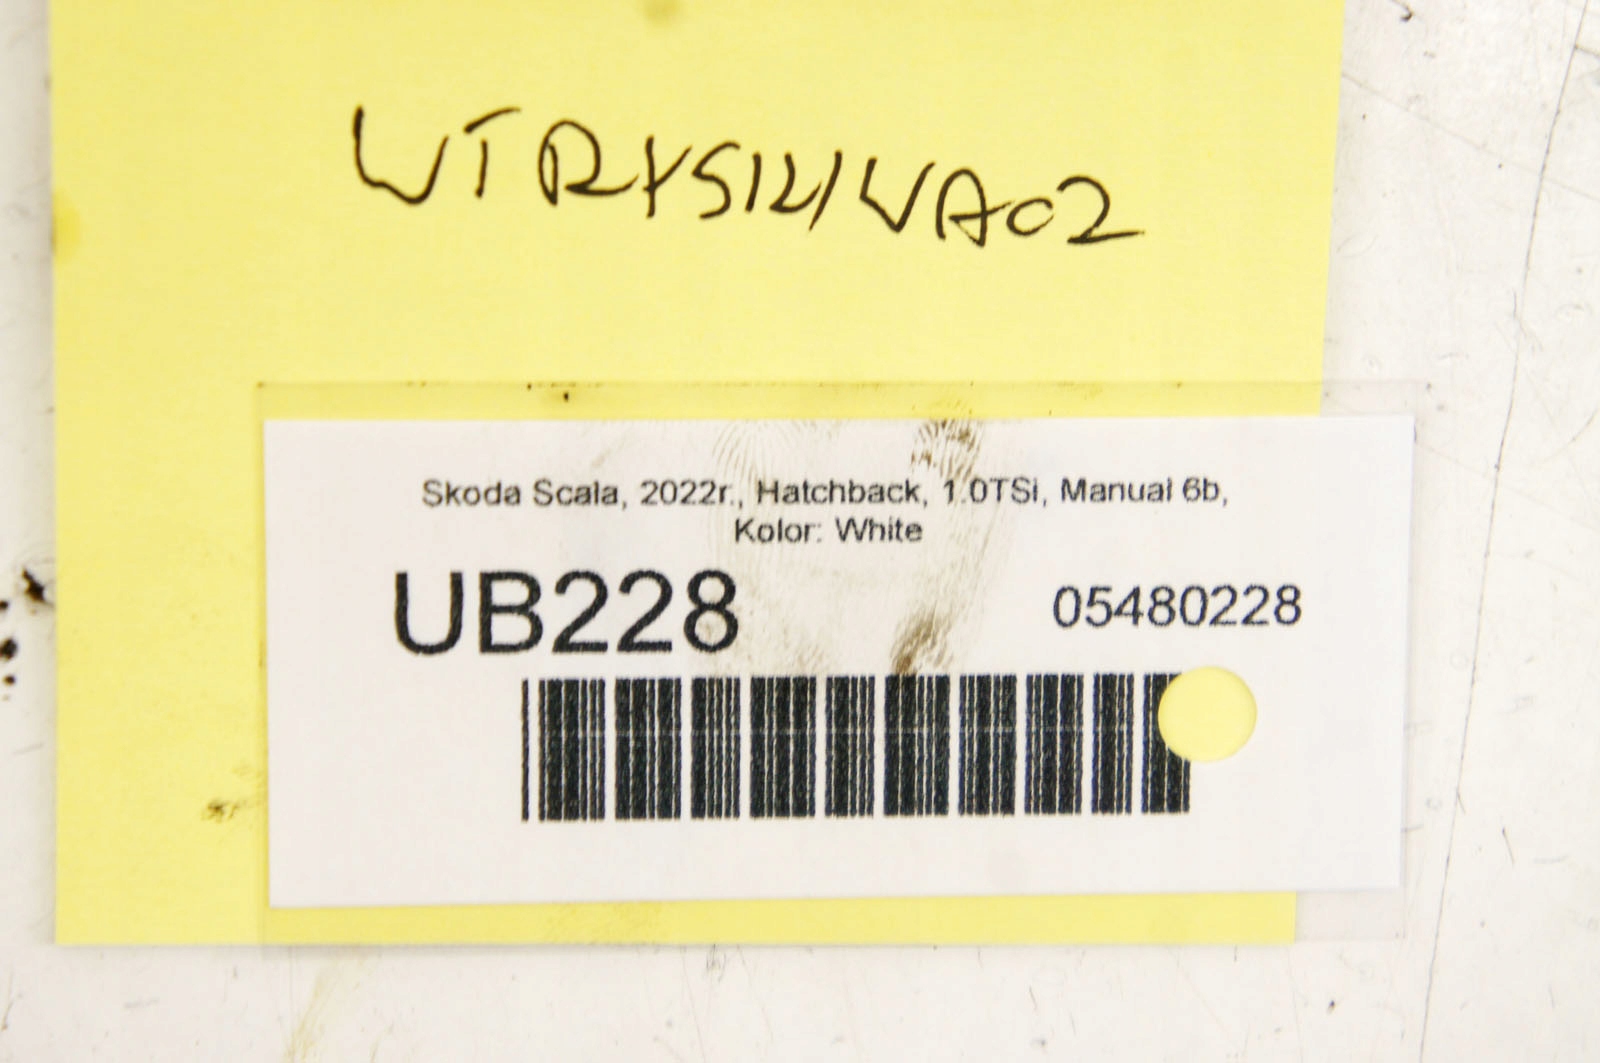 WTRYSKIWACZ
Skoda Scala, 2022r., Hatchback, 1.0TSi, Manual 6b,
Kolor: White
UB228
05480228